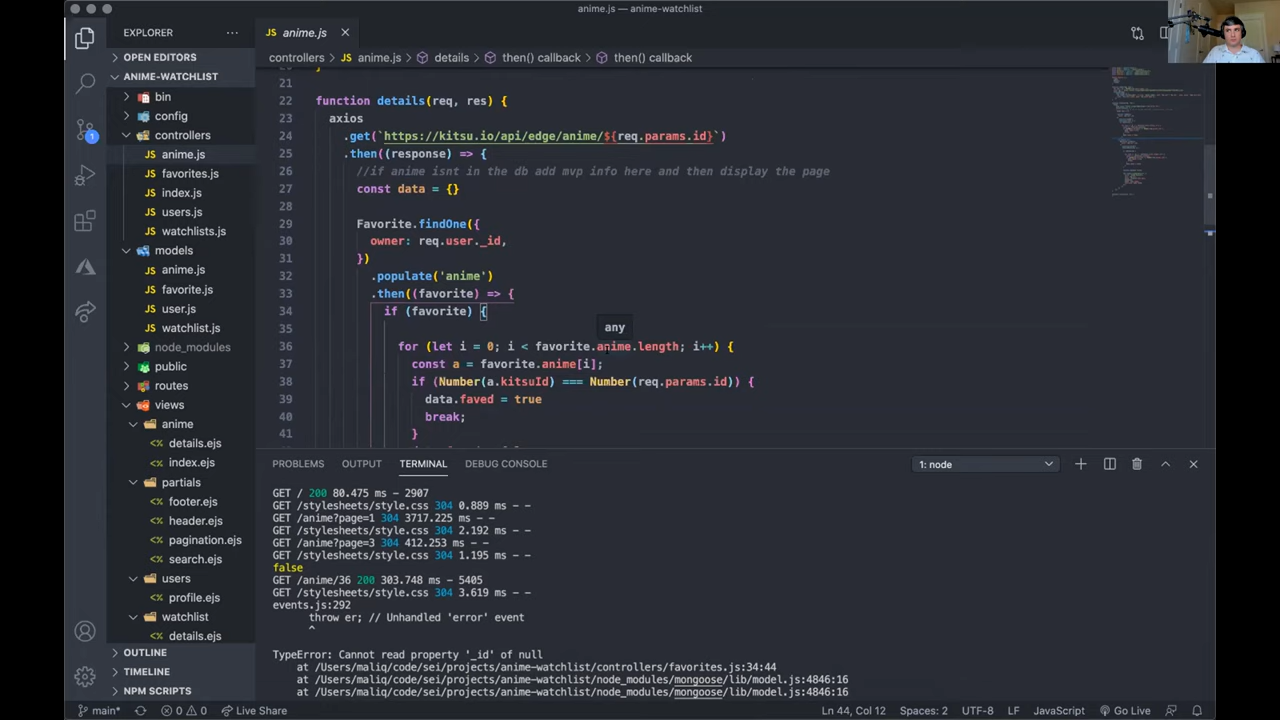 anime.js — anime-watchlist
EXPLORER
OPEN EDITORS
ANIME-WATCHLIST
bin
config
controllers
JS anime.js
JS favorites.js
JS index.js
JS users.js
JS watchlists.js
models
JS anime.js
JS favorite.js
JS user.js
JS watchlist.js
node_modules
public
routes
views
anime
<%> details.ejs
<%> index.ejs
partials
<%> footer.ejs
<%> header.ejs
<%> pagination.ejs
<%> search.ejs
users
<%> profile.ejs
watchlist
<%> details.ejs
OUTLINE
TIMELINE
NPM SCRIPTS
1
JS anime.js
controllers > JS anime.js > details > then() callback > then() callback
21
22 function details(req, res) {
23 axios
24 .get(`https://kitsu.io/api/edge/anime/${req.params.id}`)
25 .then((response) => {
26 //if anime isnt in the db add mvp info here and then display the page
27 const data = {}
28
29 Favorite.findOne({
30 owner: req.user._id,
31 })
32 .populate('anime')
33 .then((favorite) => {
34 if (favorite) {
35
any
36 for (let i = 0; i < favorite.anime.length; i++) {
37 const a = favorite.anime[i];
38 if (Number(a.kitsuId) === Number(req.params.id)) {
39 data.faved = true
40 break;
41 }
PROBLEMS OUTPUT TERMINAL DEBUG CONSOLE 1: node
GET / 200 80.475 ms - 2907
GET /stylesheets/style.css 304 0.889 ms - -
GET /anime?page=1 304 3717.225 ms - -
GET /stylesheets/style.css 304 2.192 ms - -
GET /anime?page=3 304 412.253 ms - -
GET /stylesheets/style.css 304 1.195 ms - -
false
GET /anime/36 200 303.748 ms - 5405
GET /stylesheets/style.css 304 3.619 ms - -
events.js:292
throw er; // Unhandled 'error' event
^
TypeError: Cannot read property '_id' of null
at /Users/maliq/code/sei/projects/anime-watchlist/controllers/favorites.js:34:44
at /Users/maliq/code/sei/projects/anime-watchlist/node_modules/mongoose/lib/model.js:4846:16
at /Users/maliq/code/sei/projects/anime-watchlist/node_modules/mongoose/lib/model.js:4846:16
main* 0 0 Live Share Ln 44, Col 12 Spaces: 2 UTF-8 LF JavaScript Go Live